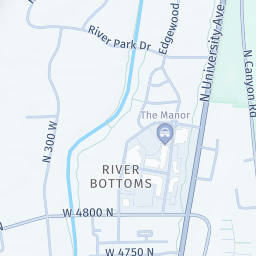 River Park Dr
Edgewood
N University Ave
N Canyon Rd
The Manor
N 300 W
RIVER
BOTTOMS
W 4800 N
W 4750 N